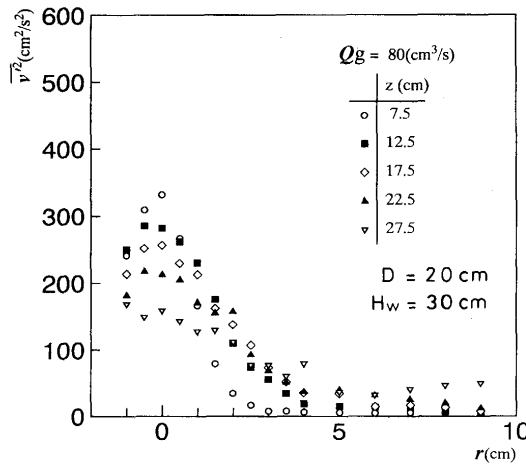 600
500
400
300
200
100
0
v'² (cm²/s²)
Qg = 80(cm³/s)
z (cm)
7.5
12.5
17.5
22.5
27.5
D = 20 cm
Hw = 30 cm
0
5
10
r(cm)